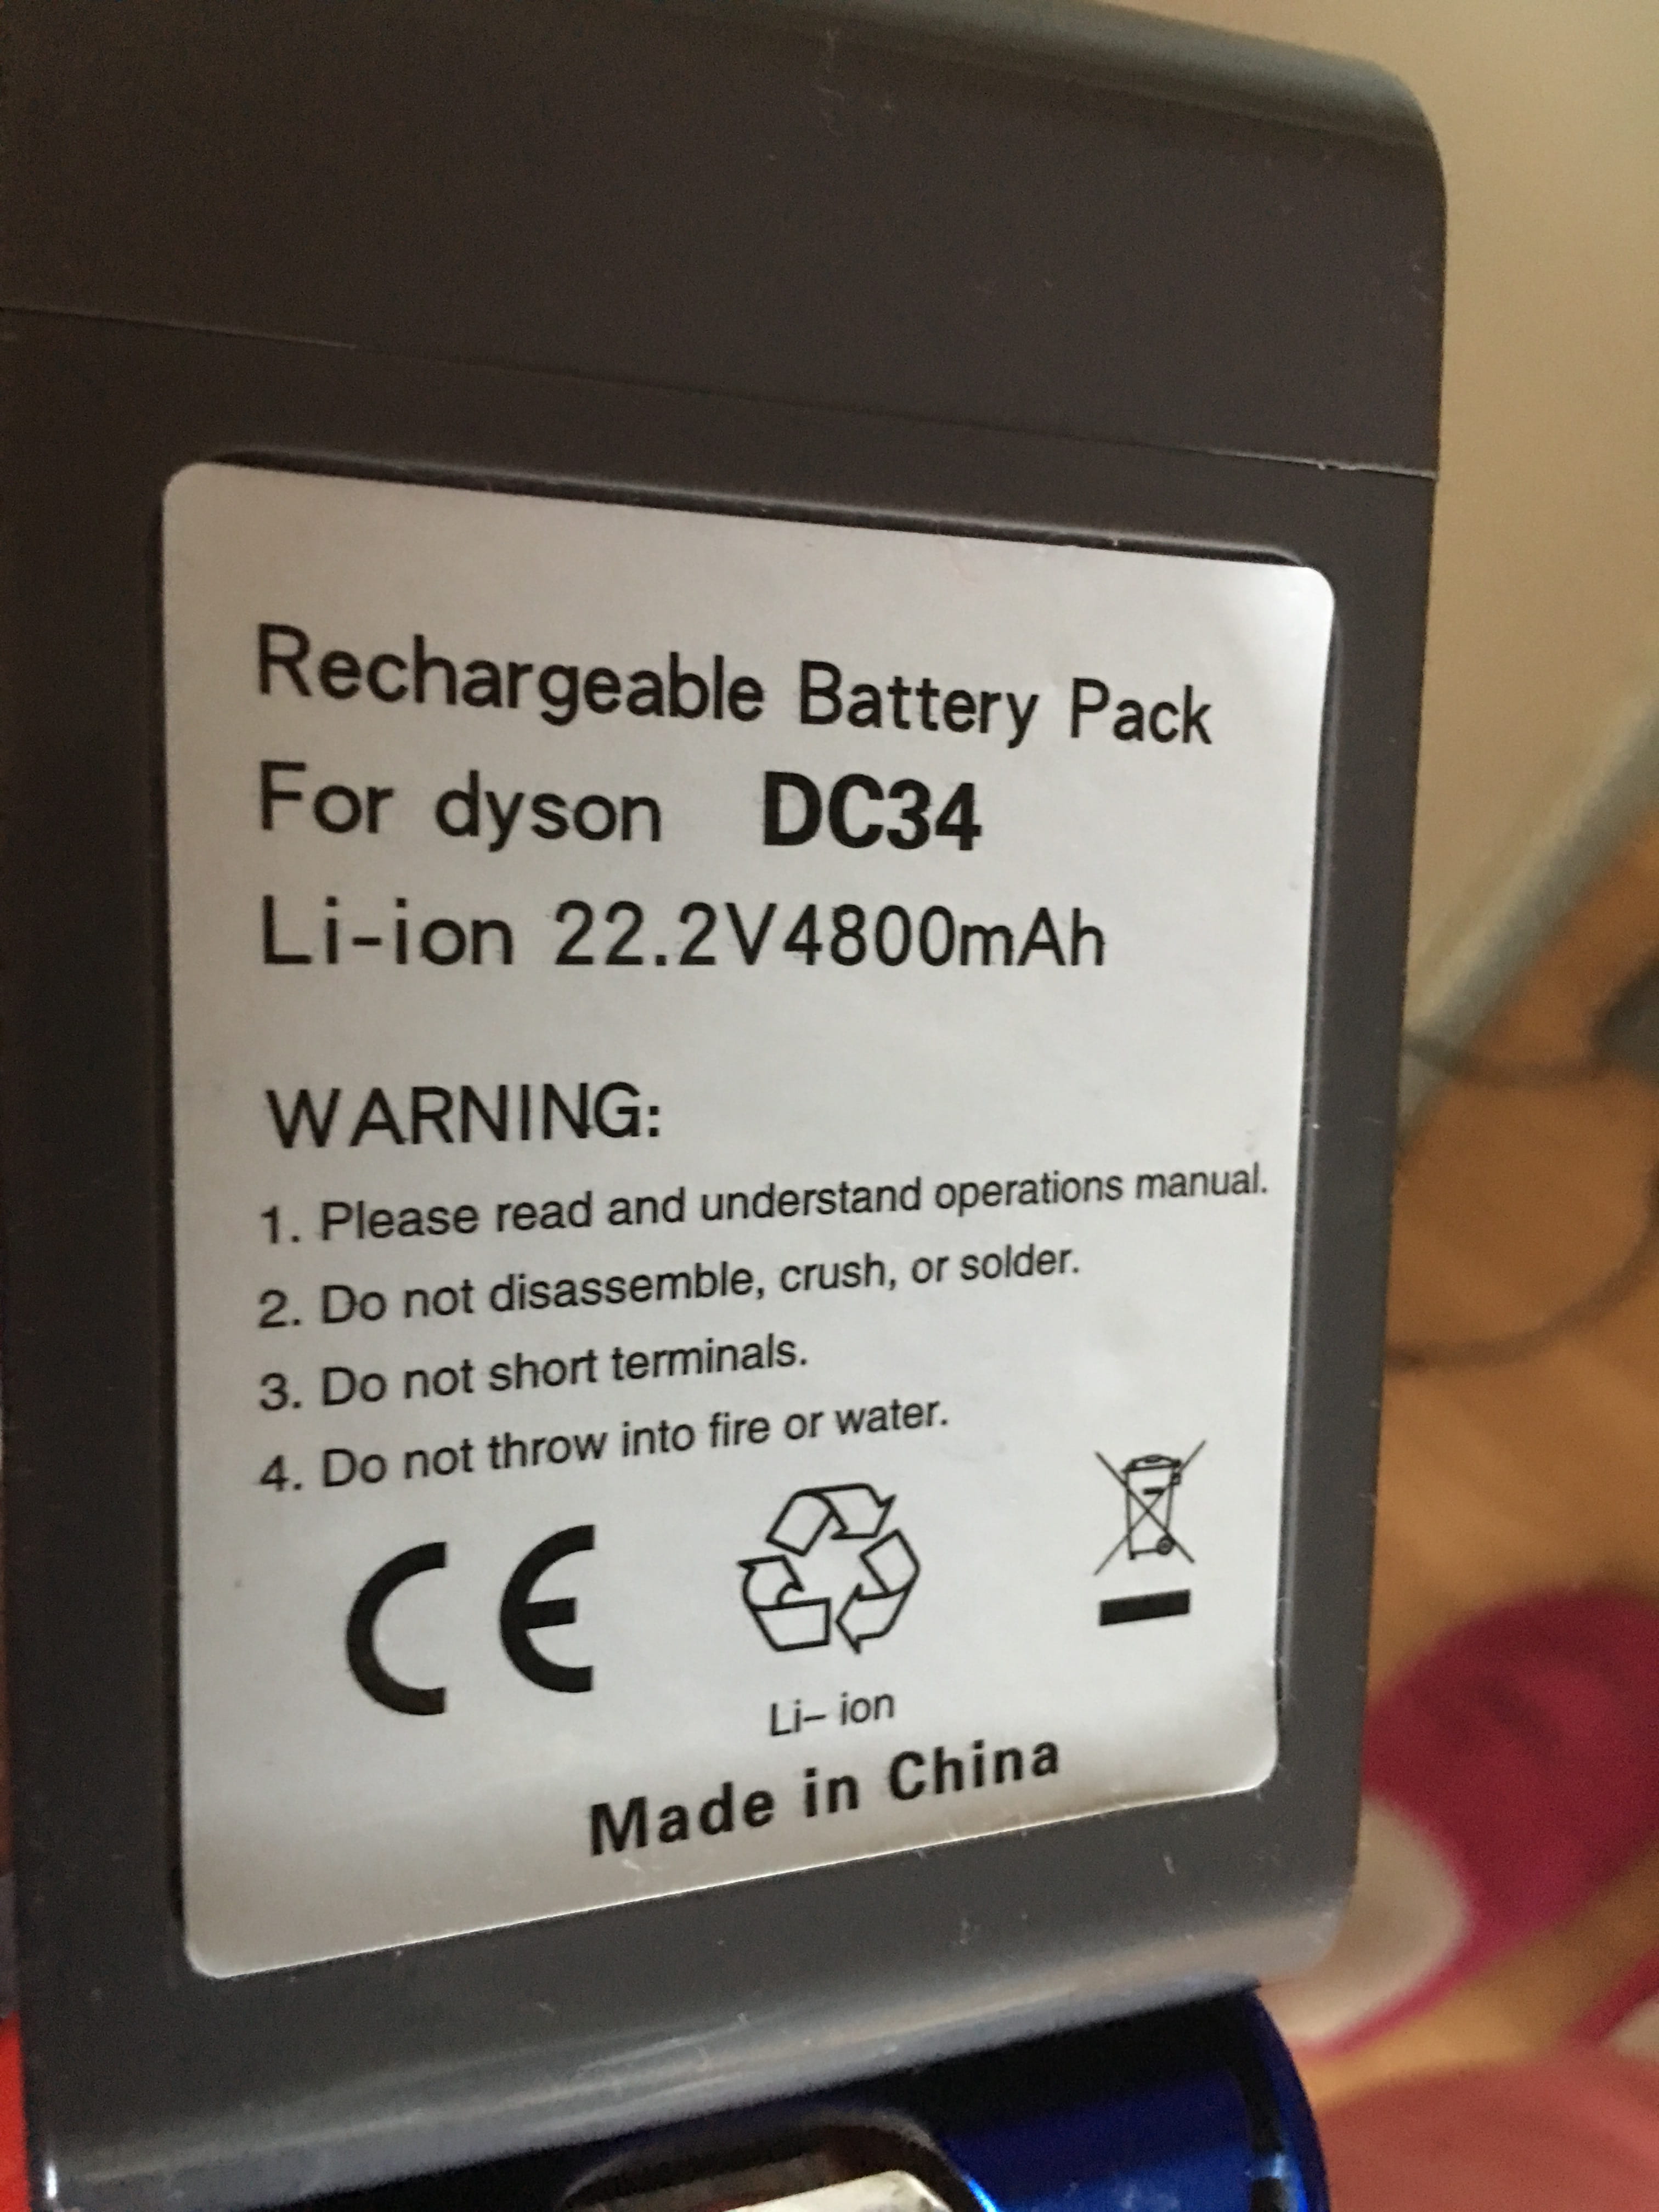 Rechargeable Battery Pack
For dyson DC34
Li-ion 22.2V4800mAh
WARNING:
1. Please read and understand operations manual.
2. Do not disassemble, crush, or solder.
3. Do not short terminals.
4. Do not throw into fire or water.
CE
Li- ion
Made in China